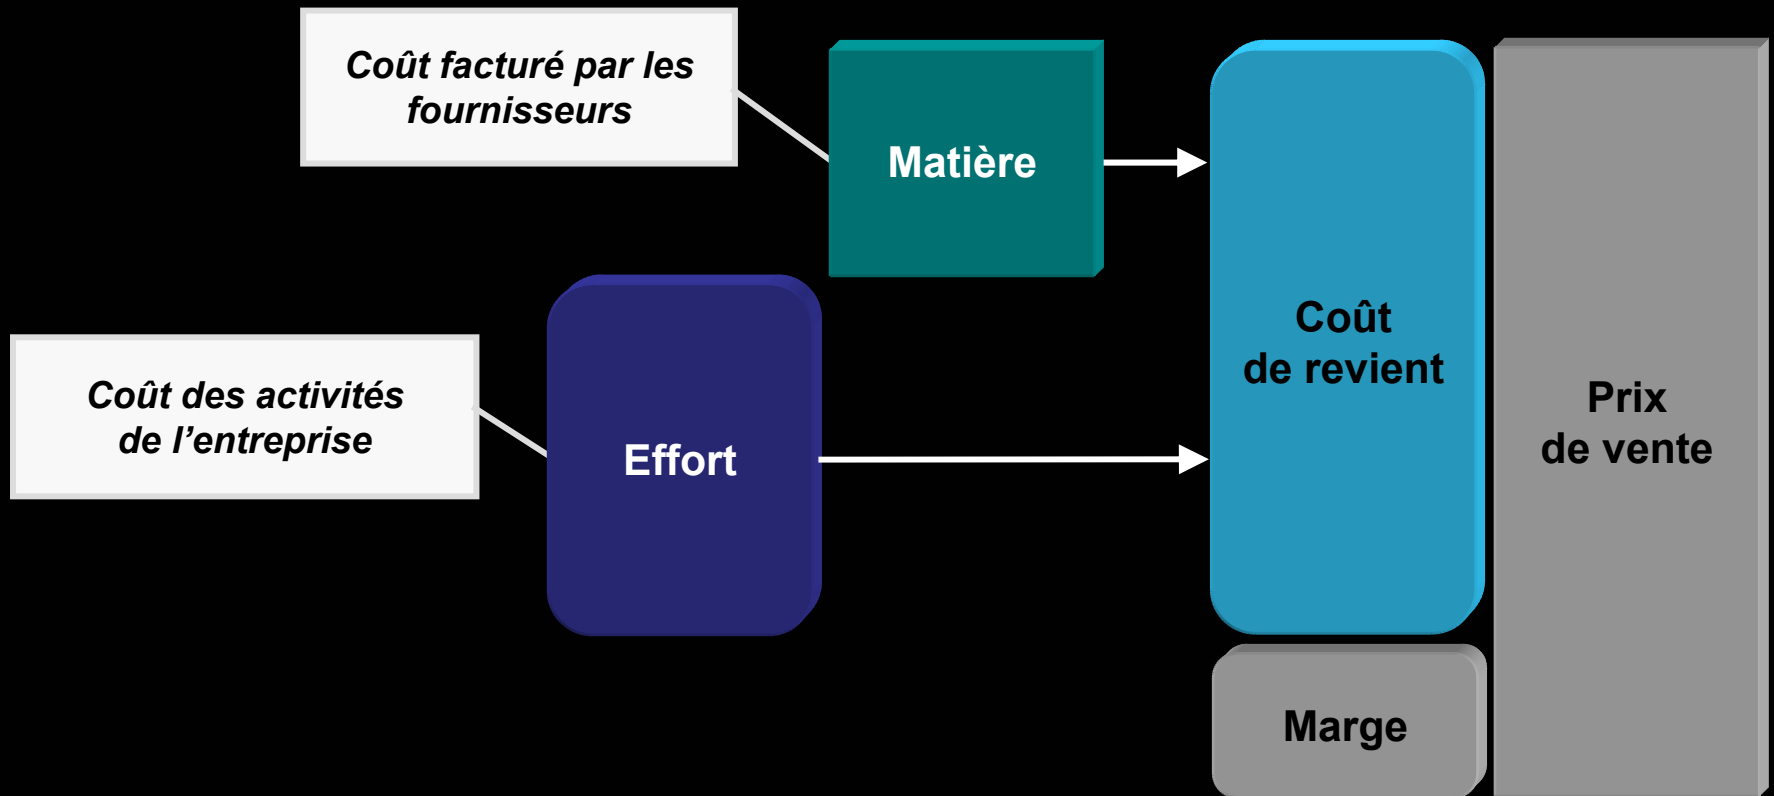 Coût facturé par les
fournisseurs
Matière
Coût des activités
de l’entreprise
Effort
Coût
de revient
Prix
de vente
Marge